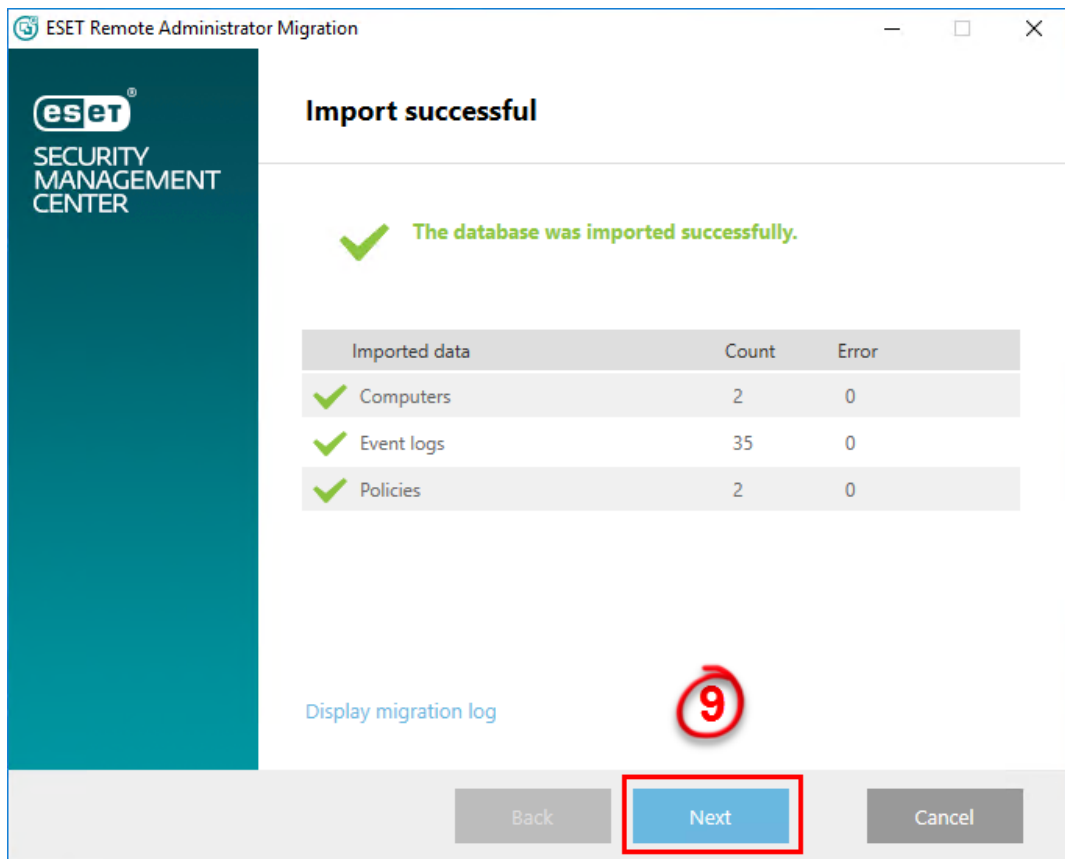 ESET Remote Administrator Migration
eset®
SECURITY
MANAGEMENT
CENTER
Import successful
The database was imported successfully.
Imported data Count Error
Computers 2 0
Event logs 35 0
Policies 2 0
Display migration log
9
Back Next Cancel